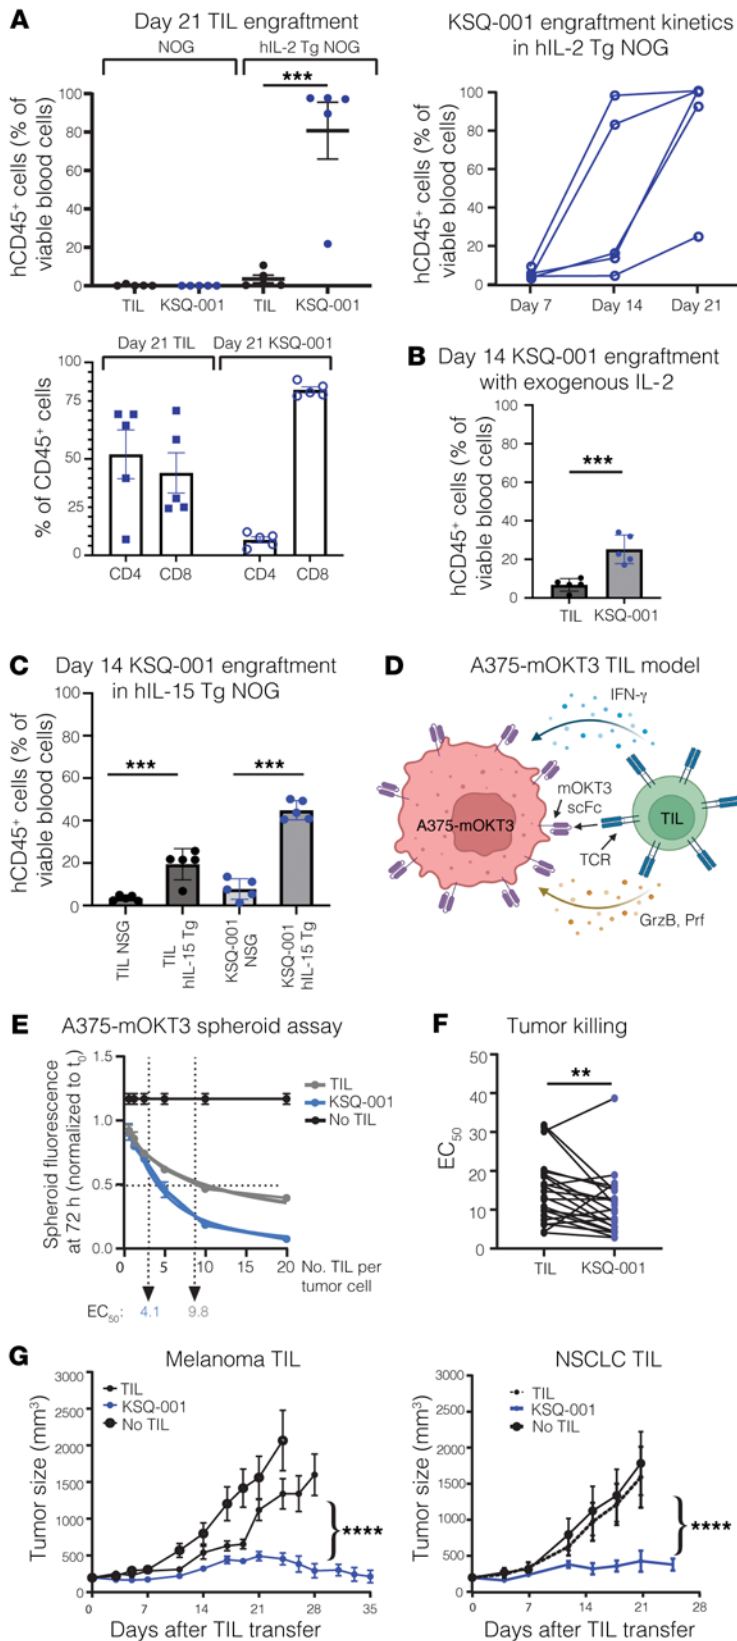 A
Day 21 TIL engraftment
NOG
hIL-2 Tg NOG
***
hCD45+ cells (% of
viable blood cells)
100
80
60
40
20
0
TIL
KSQ-001
TIL
KSQ-001
KSQ-001 engraftment kinetics
in hIL-2 Tg NOG
hCD45+ cells (% of
viable blood cells)
100
80
60
40
20
0
Day 7
Day 14
Day 21
Day 21 TIL
Day 21 KSQ-001
% of CD45+ cells
100
75
50
25
0
CD4
CD8
CD4
CD8
B
Day 14 KSQ-001 engraftment
with exogenous IL-2
hCD45+ cells (% of
viable blood cells)
100
80
60
40
20
0
***
TIL
KSQ-001
C
Day 14 KSQ-001 engraftment
in hIL-15 Tg NOG
hCD45+ cells (% of
viable blood cells)
100
80
60
40
20
0
***
***
TIL NSG
TIL
hIL-15 Tg
KSQ-001
NSG
KSQ-001
hIL-15 Tg
D
A375-mOKT3 TIL model
IFN-γ
mOKT3
scFc
A375-mOKT3
TIL
TCR
GrzB, Prf
E
A375-mOKT3 spheroid assay
Spheroid fluorescence
at 72 h (normalized to t0)
1.5
1.0
0.5
0.0
TIL
KSQ-001
No TIL
0
5
10
15
20
No. TIL per
tumor cell
EC50:
4.1
9.8
F
Tumor killing
**
EC50
50
40
30
20
10
0
TIL
KSQ-001
G
Melanoma TIL
TIL
KSQ-001
No TIL
Tumor size (mm3)
3000
2500
2000
1500
1000
500
0
****
0
7
14
21
28
35
Days after TIL transfer
NSCLC TIL
TIL
KSQ-001
No TIL
Tumor size (mm3)
3000
2500
2000
1500
1000
500
0
****
0
7
14
21
28
Days after TIL transfer